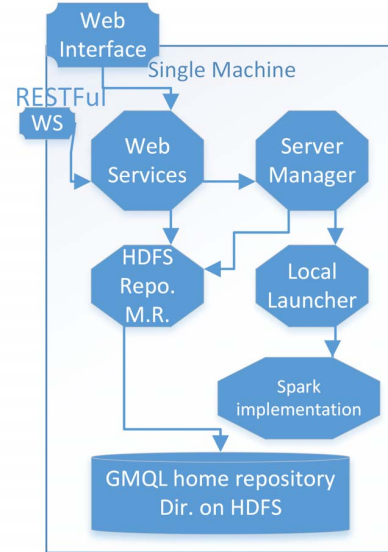 Web
Interface
Single Machine
RESTFul
WS
Web
Services
Server
Manager
HDFS
Repo.
M.R.
Local
Launcher
Spark
implementation
GMQL home repository
Dir. on HDFS